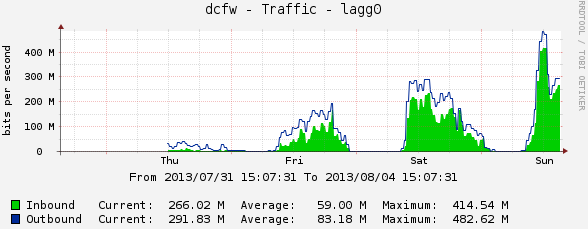 dcfw - Traffic - lagg0
RRDTOOL / TOBI OETIKER
bits per second
400 M
300 M
200 M
100 M
0
Thu Fri Sat Sun
From 2013/07/31 15:07:31 To 2013/08/04 15:07:31
Inbound Current: 266.02 M Average: 59.00 M Maximum: 414.54 M
Outbound Current: 291.83 M Average: 83.18 M Maximum: 482.62 M